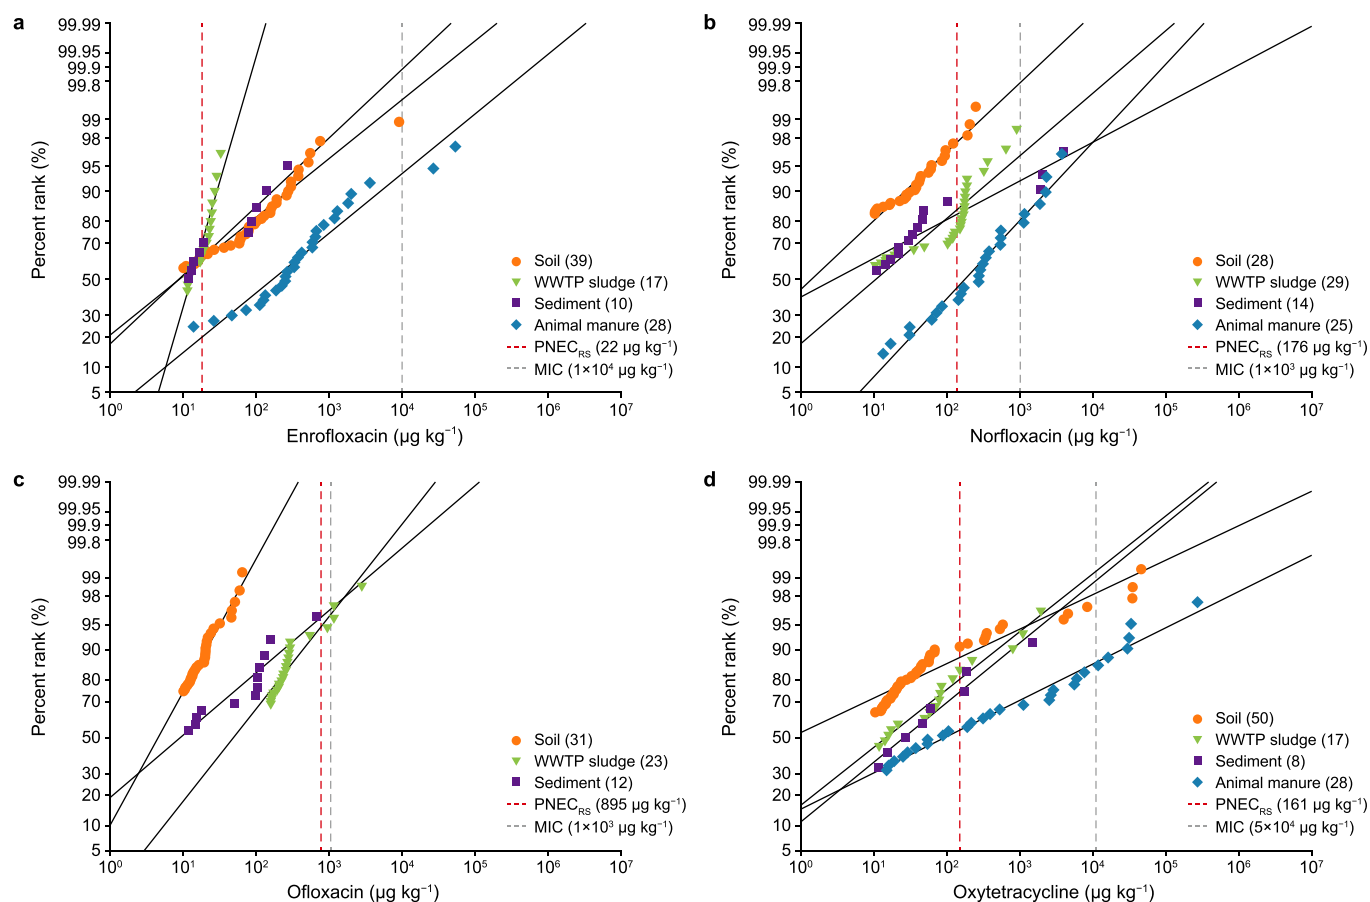 a
99.99
99.95
99.9
99.8
99
98
95
90
80
70
50
30
20
10
5
Percent rank (%)
10⁰ 10¹ 10² 10³ 10⁴ 10⁵ 10⁶ 10⁷
Enrofloxacin (µg kg⁻¹)
Soil (39)
WWTP sludge (17)
Sediment (10)
Animal manure (28)
PNEC_RS (22 µg kg⁻¹)
MIC (1×10⁴ µg kg⁻¹)
b
99.99
99.95
99.9
99.8
99
98
95
90
80
70
50
30
20
10
5
Percent rank (%)
10⁰ 10¹ 10² 10³ 10⁴ 10⁵ 10⁶ 10⁷
Norfloxacin (µg kg⁻¹)
Soil (28)
WWTP sludge (29)
Sediment (14)
Animal manure (25)
PNEC_RS (176 µg kg⁻¹)
MIC (1×10³ µg kg⁻¹)
c
99.99
99.95
99.9
99.8
99
98
95
90
80
70
50
30
20
10
5
Percent rank (%)
10⁰ 10¹ 10² 10³ 10⁴ 10⁵ 10⁶ 10⁷
Ofloxacin (µg kg⁻¹)
Soil (31)
WWTP sludge (23)
Sediment (12)
PNEC_RS (895 µg kg⁻¹)
MIC (1×10³ µg kg⁻¹)
d
99.99
99.95
99.9
99.8
99
98
95
90
80
70
50
30
20
10
5
Percent rank (%)
10⁰ 10¹ 10² 10³ 10⁴ 10⁵ 10⁶ 10⁷
Oxytetracycline (µg kg⁻¹)
Soil (50)
WWTP sludge (17)
Sediment (8)
Animal manure (28)
PNEC_RS (161 µg kg⁻¹)
MIC (5×10⁴ µg kg⁻¹)